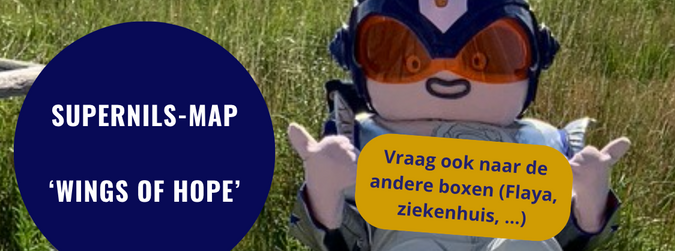 SUPERNILS-MAP
‘WINGS OF HOPE’
Vraag ook naar de
andere boxen (Flaya,
ziekenhuis, ...)